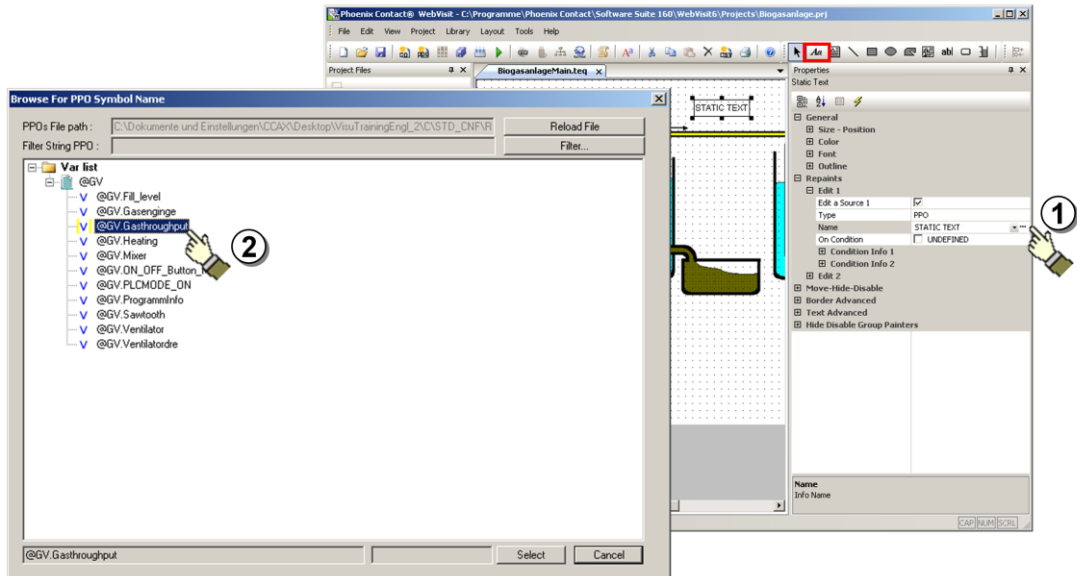 Phoenix Contact® WebVisit - C:\Programme\Phoenix Contact\Software Suite 160\WebVisit6\Projects\Biogasanlage.prj
File Edit View Project Library Layout Tools Help
Aa
abl
Project Files
BiogasanlageMain.teq x
Properties
Static Text
STATIC TEXT
General
Size - Position
Color
Font
Outline
Repaints
Edit 1
Edit a Source 1
Type PPO
Name STATIC TEXT
On Condition UNDEFINED
Condition Info 1
Condition Info 2
Edit 2
Move-Hide-Disable
Border Advanced
Text Advanced
Hide Disable Group Painters
Name
Info Name
CAP NUM SCRL
1
Browse For PPO Symbol Name
PPOs File path : C:\Dokumente und Einstellungen\CCAX\Desktop\VisuTrainingEngl_2\C\STD_CNF\R Reload File
Filter String PPO : Filter...
Var list
@GV
V @GV.Fill_level
V @GV.Gasenginge
V @GV.Gasthroughput
V @GV.Heating
V @GV.Mixer
V @GV.ON_OFF_Button_
V @GV.PLCMODE_ON
V @GV.ProgrammInfo
V @GV.Sawtooth
V @GV.Ventilator
V @GV.Ventilatordre
2
@GV.Gasthroughput Select Cancel